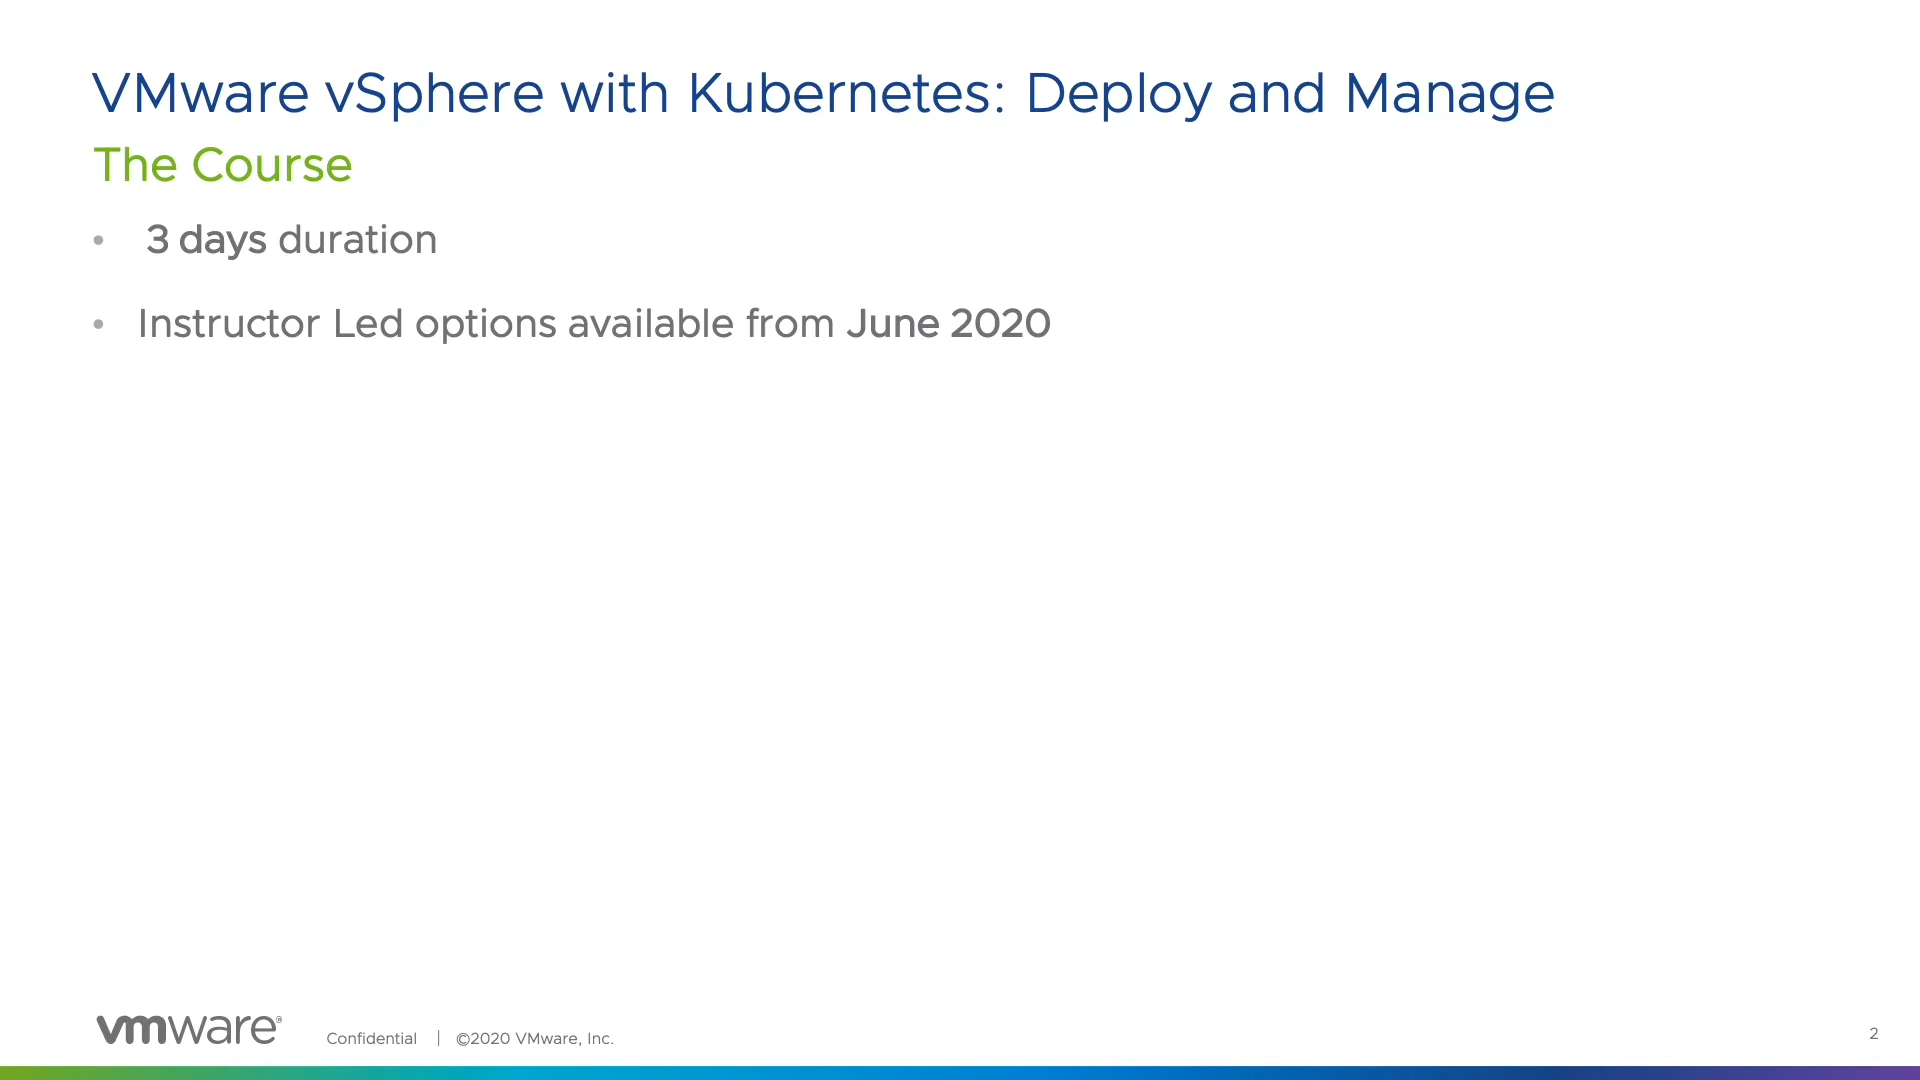 VMware vSphere with Kubernetes: Deploy and Manage
The Course
• 3 days duration
• Instructor Led options available from June 2020
vmware®
Confidential | ©2020 VMware, Inc.
2